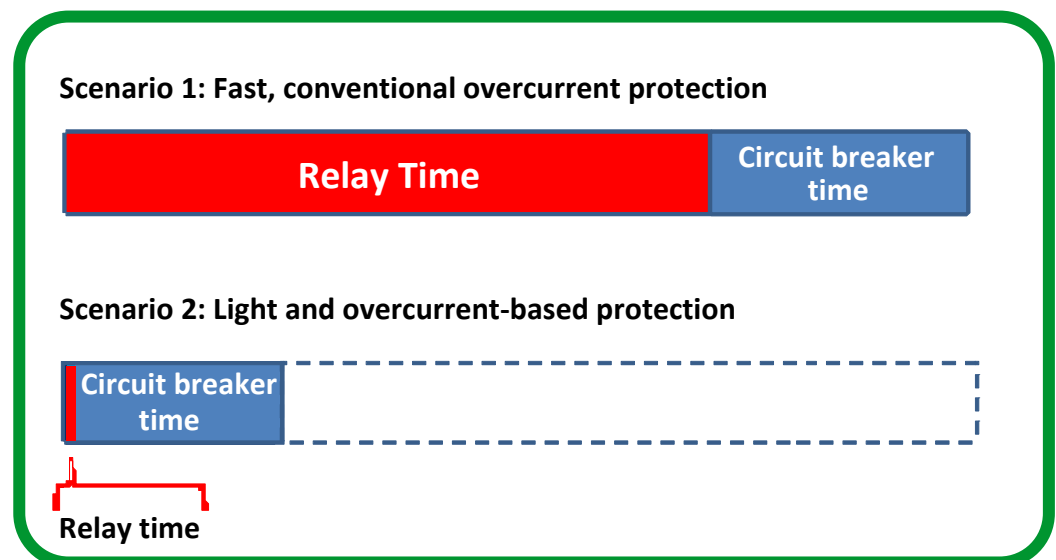 Scenario 1: Fast, conventional overcurrent protection
Relay Time
Circuit breaker
time
Scenario 2: Light and overcurrent-based protection
Circuit breaker
time
Relay time